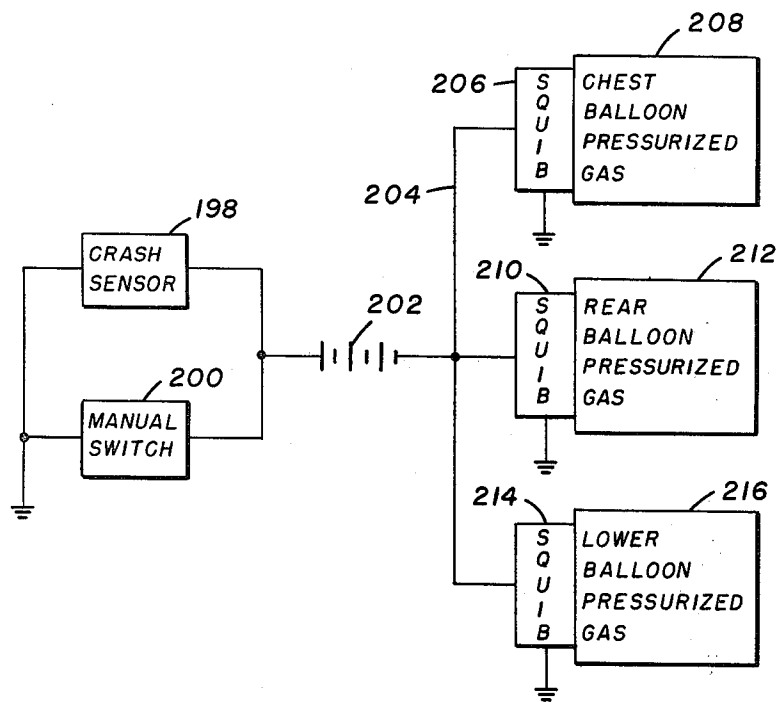 208
206
SQUIB
CHEST
BALLOON
PRESSURIZED
GAS
204
198
CRASH
SENSOR
210
212
SQUIB
REAR
BALLOON
PRESSURIZED
GAS
202
200
MANUAL
SWITCH
214
216
SQUIB
LOWER
BALLOON
PRESSURIZED
GAS